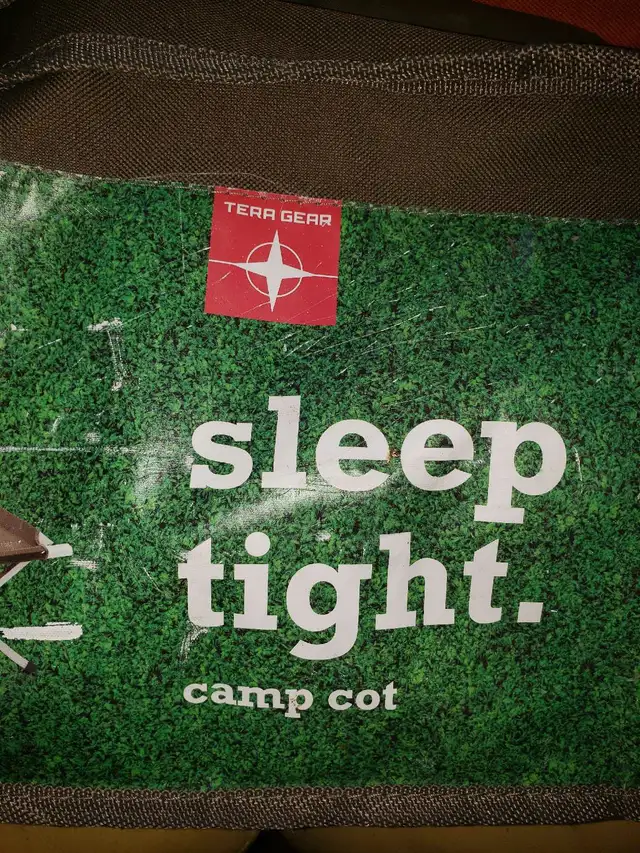 TERA GEAR
sleep
tight.
camp cot